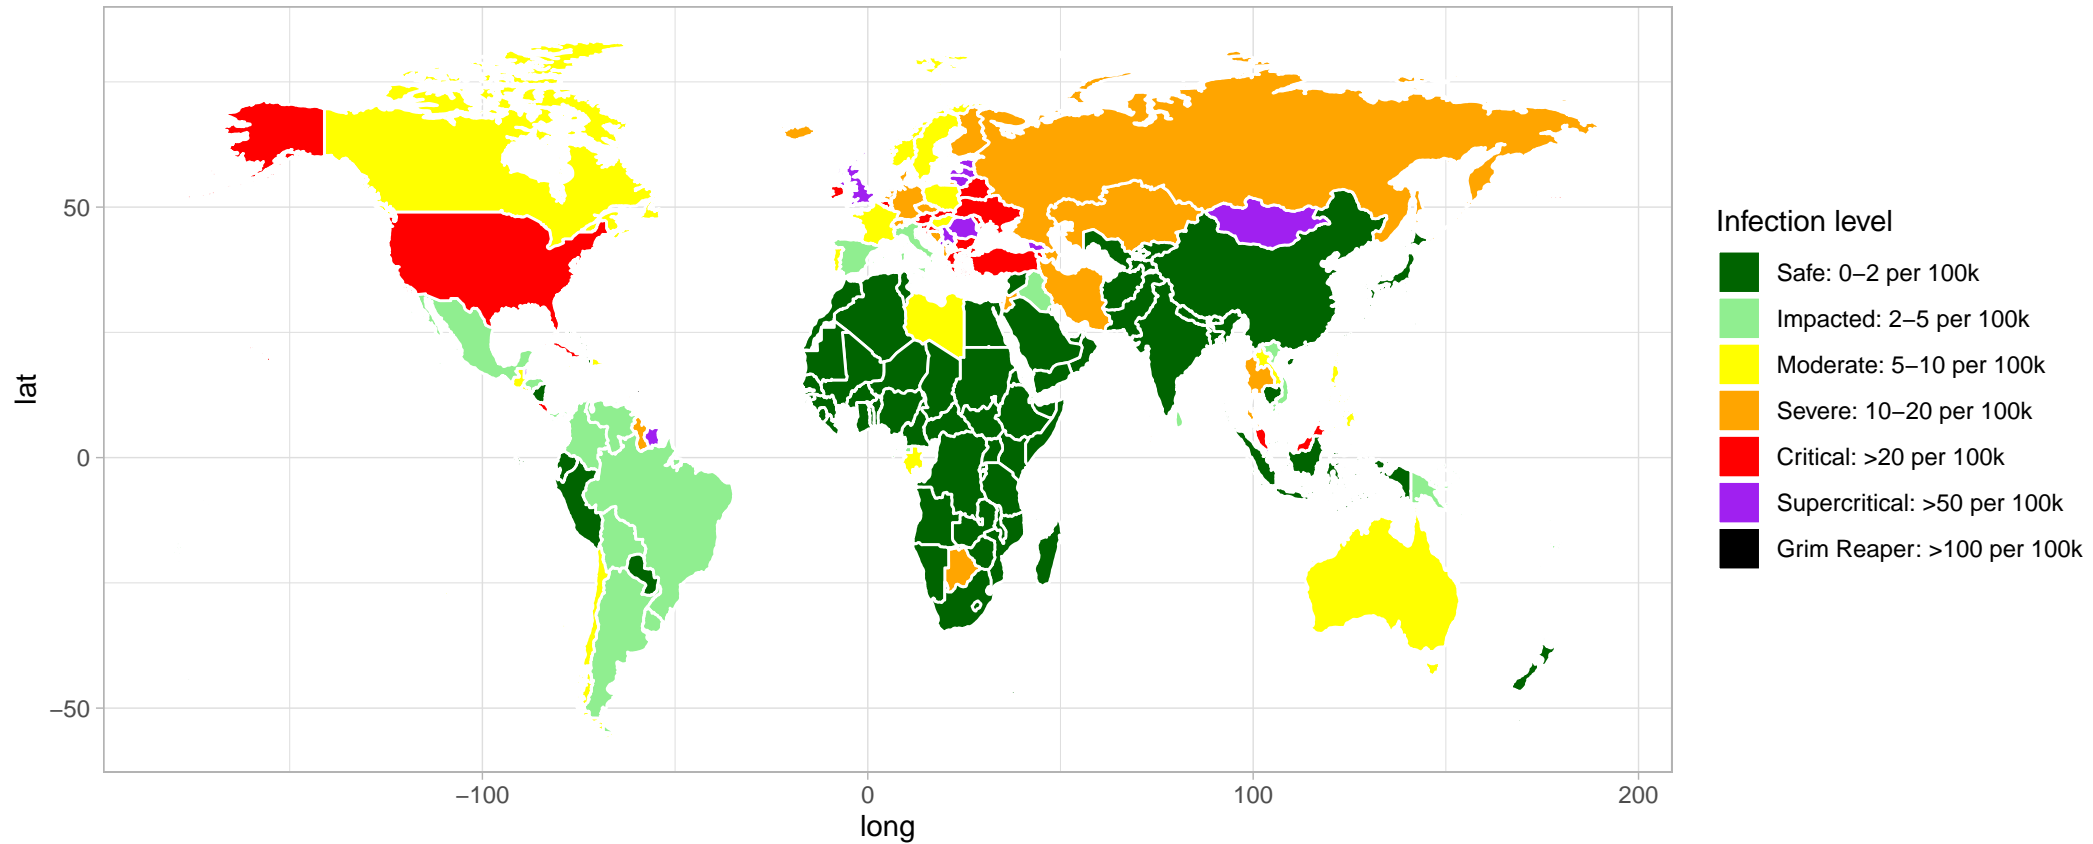 50
0
−50
lat
−100
0
100
200
long
Infection level
Safe: 0−2 per 100k
Impacted: 2−5 per 100k
Moderate: 5−10 per 100k
Severe: 10−20 per 100k
Critical: >20 per 100k
Supercritical: >50 per 100k
Grim Reaper: >100 per 100k